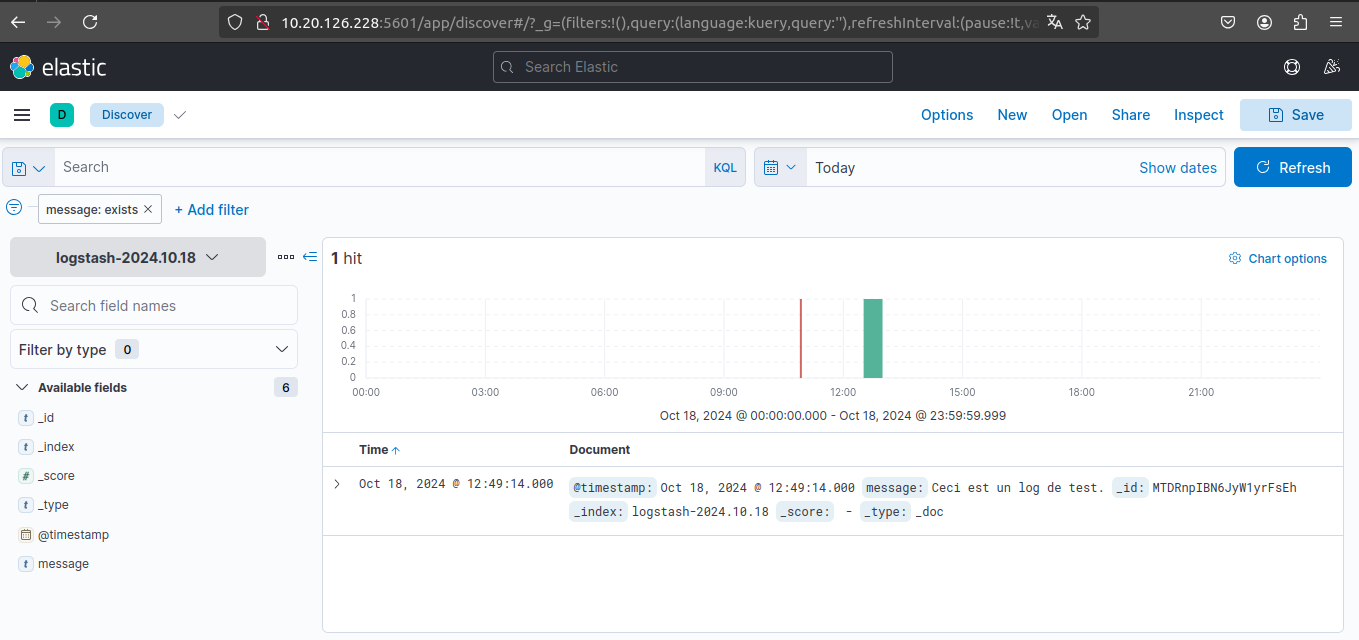 10.20.126.228:5601/app/discover#/?_g=(filters:!(),query:(language:kuery,query:''),refreshInterval:(pause:!t,va
elastic
Search Elastic
D Discover Options New Open Share Inspect Save
Search KQL Today Show dates Refresh
message: exists × + Add filter
logstash-2024.10.18
1 hit
Chart options
Search field names
Filter by type 0
Available fields 6
t _id
t _index
# _score
t _type
@timestamp
t message
1
0.8
0.6
0.4
0.2
0
00:00 03:00 06:00 09:00 12:00 15:00 18:00 21:00
Oct 18, 2024 @ 00:00:00.000 - Oct 18, 2024 @ 23:59:59.999
Time Document
Oct 18, 2024 @ 12:49:14.000 @timestamp: Oct 18, 2024 @ 12:49:14.000 message: Ceci est un log de test. _id: MTDRnpIBN6JyW1yrFsEh
_index: logstash-2024.10.18 _score: - _type: _doc